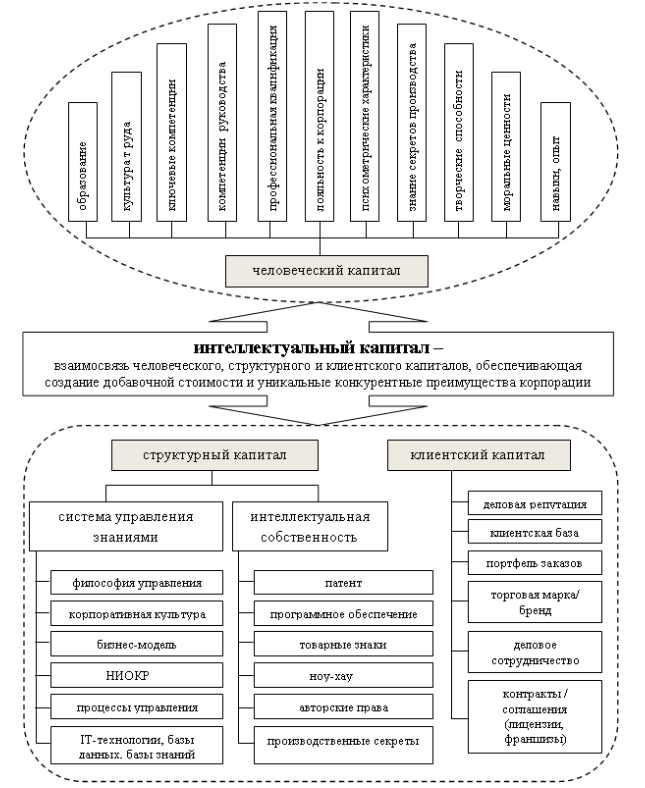 образование
культура труда
ключевые компетенции
компетенции руководства
профессиональная квалификация
лояльность к корпорации
психометрические характеристики
знание секретов производства
творческие способности
моральные ценности
навыки, опыт
человеческий капитал
интеллектуальный капитал –
взаимосвязь человеческого, структурного и клиентского капиталов, обеспечивающая
создание добавочной стоимости и уникальные конкурентные преимущества корпорации
структурный капитал
клиентский капитал
система управления
знаниями
философия управления
корпоративная культура
бизнес-модель
НИОКР
процессы управления
IT-технологии, базы
данных, базы знаний
интеллектуальная
собственность
патент
программное обеспечение
товарные знаки
ноу-хау
авторские права
производственные секреты
деловая репутация
клиентская база
портфель заказов
торговая марка/
бренд
деловое
сотрудничество
контракты /
соглашения
(лицензии,
франшизы)